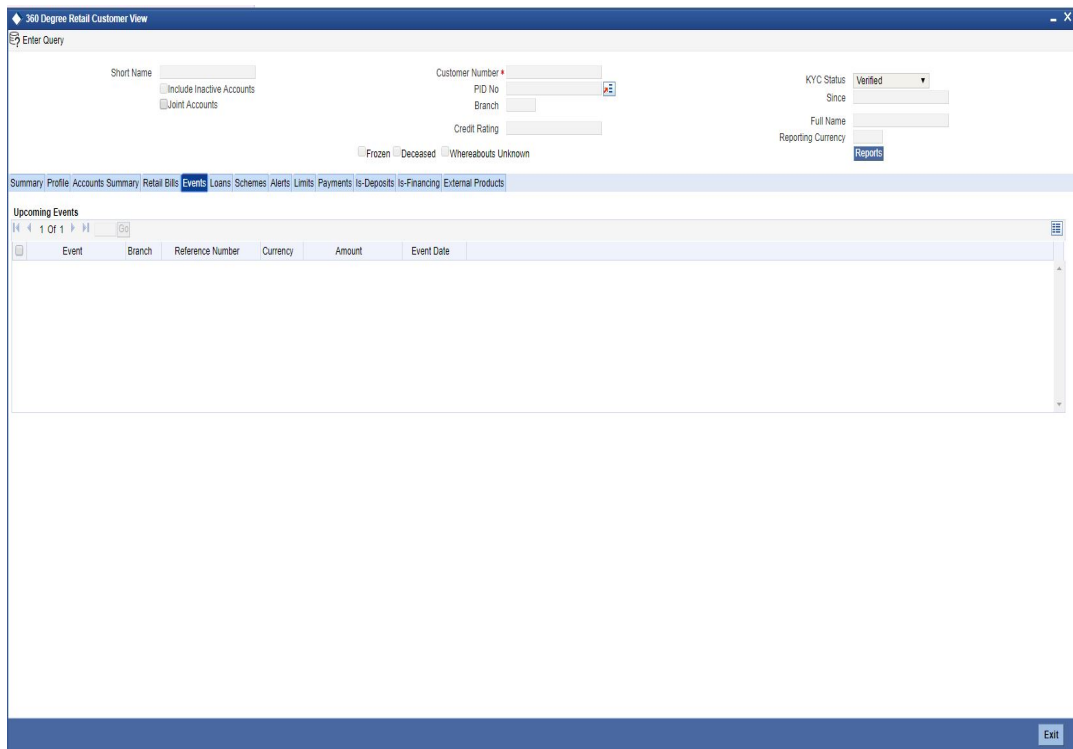 360 Degree Retail Customer View
Enter Query
Short Name
Include Inactive Accounts
Joint Accounts
Customer Number *
PID No
Branch
Credit Rating
Frozen Deceased Whereabouts Unknown
KYC Status Verified
Since
Full Name
Reporting Currency
Reports
Summary Profile Accounts Summary Retail Bills Events Loans Schemes Alerts Limits Payments Is-Deposits Is-Financing External Products
Upcoming Events
1 Of 1 Go
Event Branch Reference Number Currency Amount Event Date
Exit